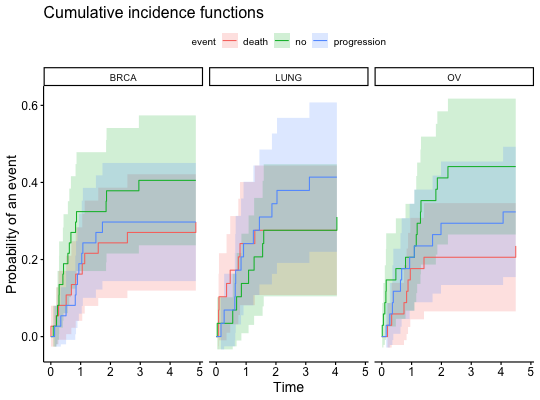 Cumulative incidence functions
event death no progression
BRCA LUNG OV
Probability of an event
0.6
0.4
0.2
0.0
0 1 2 3 4 5 0 1 2 3 4 5 0 1 2 3 4 5
Time